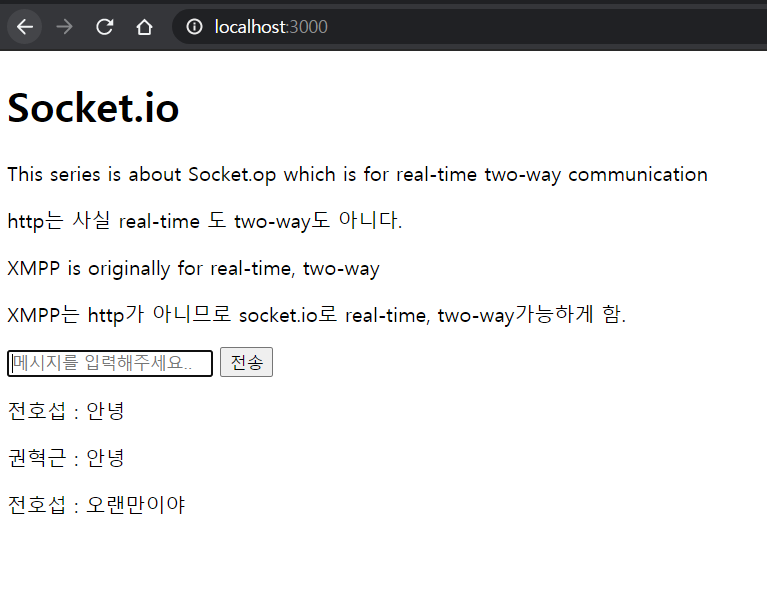 localhost:3000
Socket.io
This series is about Socket.op which is for real-time two-way communication
http는 사실 real-time 도 two-way도 아니다.
XMPP is originally for real-time, two-way
XMPP는 http가 아니므로 socket.io로 real-time, two-way가능하게 함.
메시지를 입력해주세요.. 전송
전호섭 : 안녕
권혁근 : 안녕
전호섭 : 오랜만이야